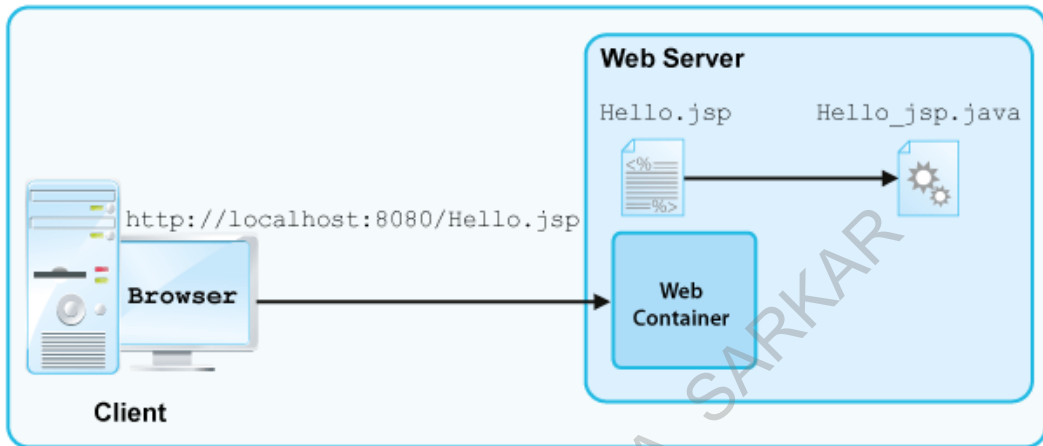 Web Server
Hello.jsp Hello_jsp.java
<%
%>
http://localhost:8080/Hello.jsp
Browser
Web
Container
Client
SARKAR